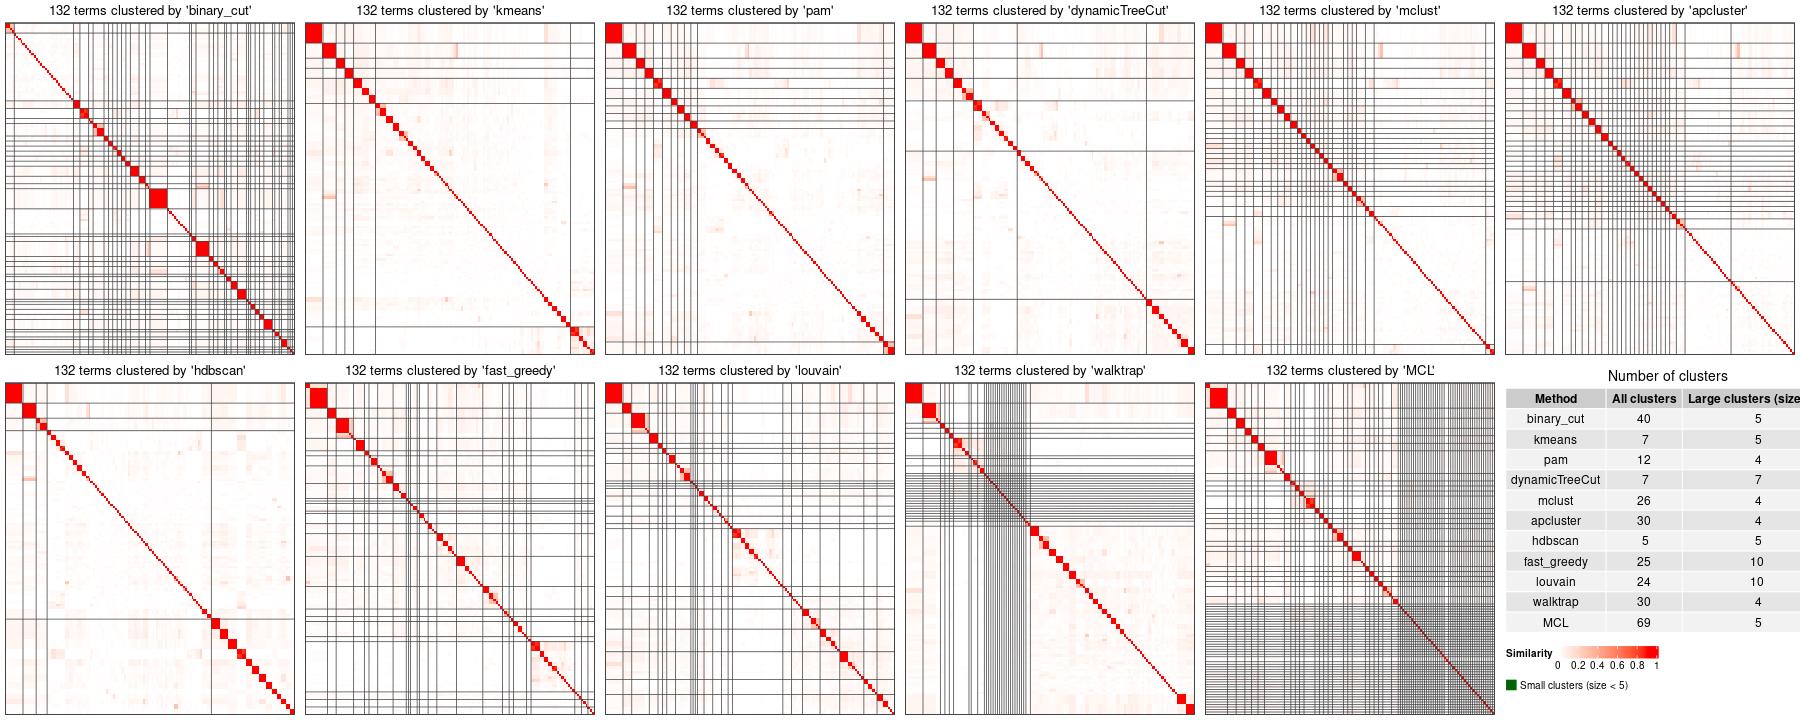 132 terms clustered by 'binary_cut'
132 terms clustered by 'kmeans'
132 terms clustered by 'pam'
132 terms clustered by 'dynamicTreeCut'
132 terms clustered by 'mclust'
132 terms clustered by 'apcluster'
132 terms clustered by 'hdbscan'
132 terms clustered by 'fast_greedy'
132 terms clustered by 'louvain'
132 terms clustered by 'walktrap'
132 terms clustered by 'MCL'
Number of clusters
Method All clusters Large clusters (size
binary_cut 40 5
kmeans 7 5
pam 12 4
dynamicTreeCut 7 7
mclust 26 4
apcluster 30 4
hdbscan 5 5
fast_greedy 25 10
louvain 24 10
walktrap 30 4
MCL 69 5
Similarity
0 0.2 0.4 0.6 0.8 1
Small clusters (size < 5)